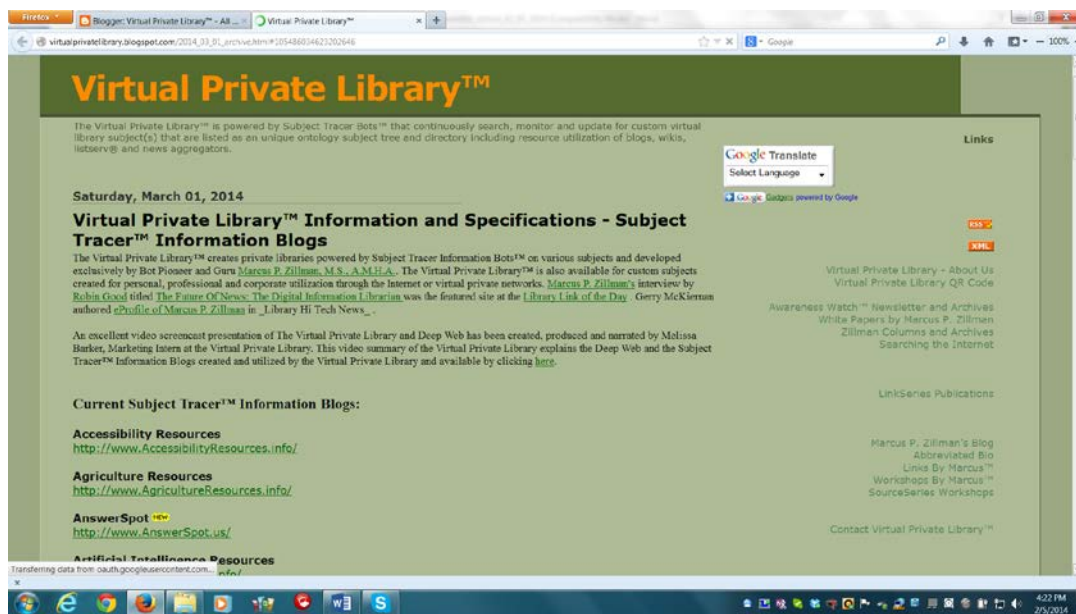 Firefox
Blogger: Virtual Private Library™ - All ...
Virtual Private Library™
virtualprivatelibrary.blogspot.com/2014_03_01_archive.html#105486034623202646
Google
100%
Virtual Private Library™
The Virtual Private Library™ is powered by Subject Tracer Bots™ that continuously search, monitor and update for custom virtual
library subject(s) that are listed as an unique ontology subject tree and directory including resource utilization of blogs, wikis,
listserv® and news aggregators.
Links
Google Translate
Select Language
Google Gadgets powered by Google
Saturday, March 01, 2014
Virtual Private Library™ Information and Specifications - Subject
Tracer™ Information Blogs
The Virtual Private Library™ creates private libraries powered by Subject Tracer Information Bots™ on various subjects and developed
exclusively by Bot Pioneer and Guru Marcus P. Zillman, M.S., A.M.H.A.. The Virtual Private Library™ is also available for custom subjects
created for personal, professional and corporate utilization through the Internet or virtual private networks. Marcus P. Zillman's interview by
Robin Good titled The Future Of News: The Digital Information Librarian was the featured site at the Library Link of the Day . Gerry McKiernan
authored eProfile of Marcus P. Zillman in _Library Hi Tech News_ .
An excellent video screencast presentation of The Virtual Private Library and Deep Web has been created, produced and narrated by Melissa
Barker, Marketing Intern at the Virtual Private Library. This video summary of the Virtual Private Library explains the Deep Web and the Subject
Tracer™ Information Blogs created and utilized by the Virtual Private Library and available by clicking here.
Current Subject Tracer™ Information Blogs:
Accessibility Resources
http://www.AccessibilityResources.info/
Agriculture Resources
http://www.AgricultureResources.info/
AnswerSpot NEW
http://www.AnswerSpot.us/
Artificial Intelligence Resources
RSS
XML
Virtual Private Library - About Us
Virtual Private Library QR Code
Awareness Watch™ Newsletter and Archives
White Papers by Marcus P. Zillman
Zillman Columns and Archives
Searching the Internet
LinkSeries Publications
Marcus P. Zillman's Blog
Abbreviated Bio
Links By Marcus™
Workshops By Marcus™
SourceSeries Workshops
Contact Virtual Private Library™
Transferring data from oauth.googleusercontent.com...
4:22 PM
2/5/2014